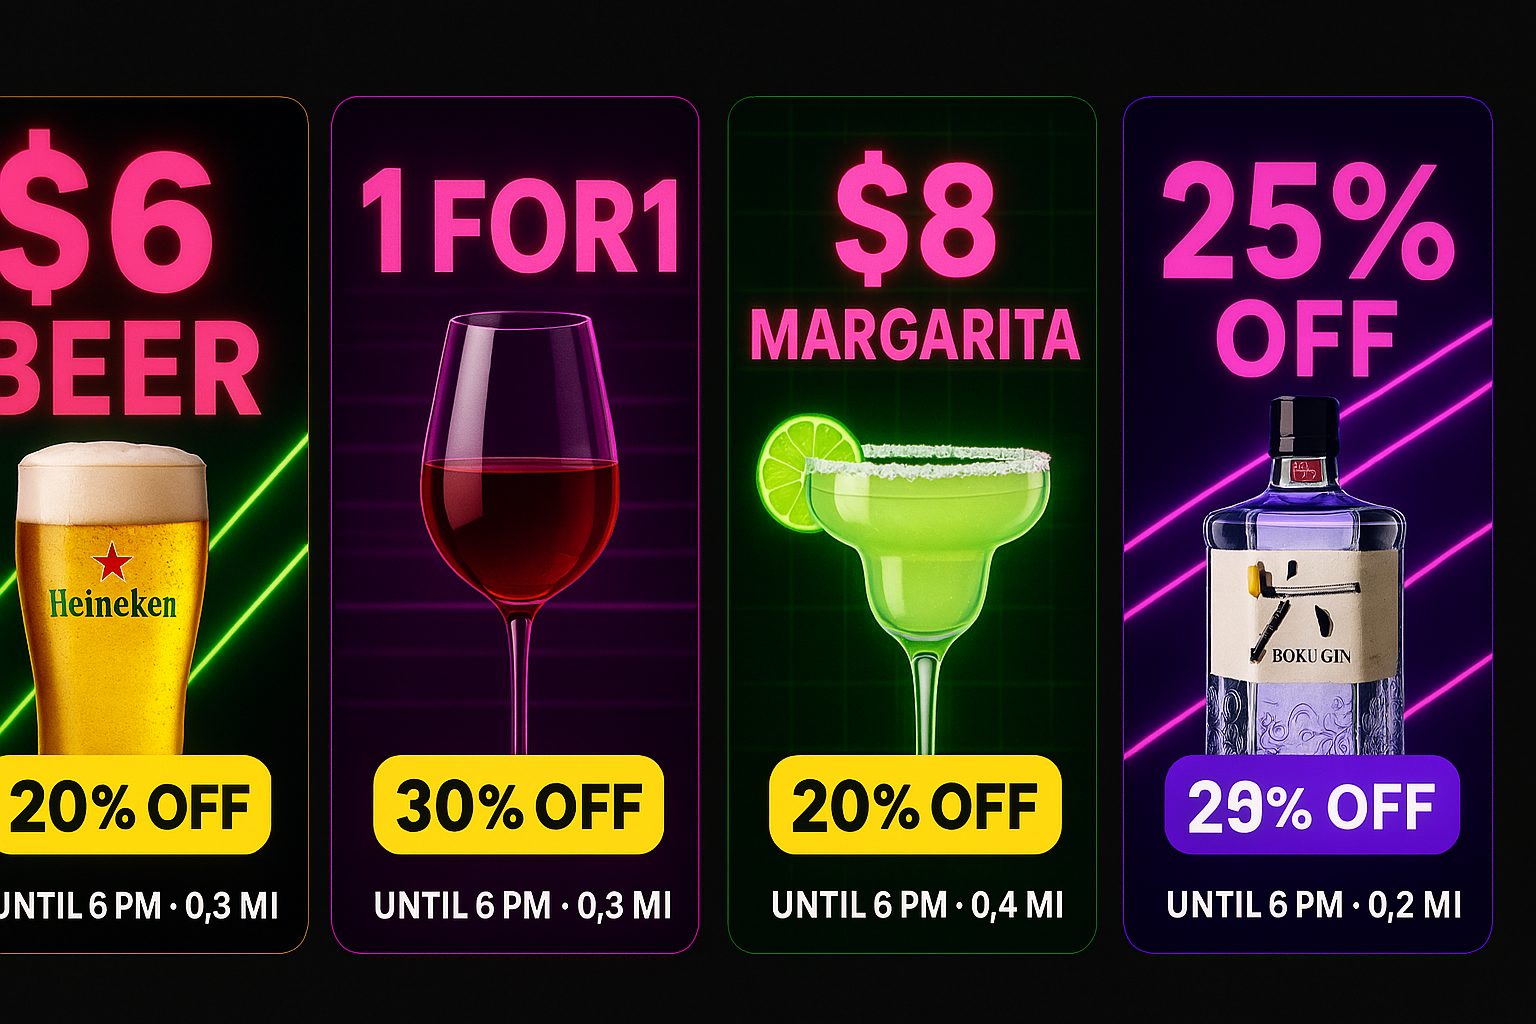 $6
BEER
Heineken
20% OFF
UNTIL 6 PM · 0,3 MI
1 FOR 1
30% OFF
UNTIL 6 PM · 0,3 MI
$8
MARGARITA
20% OFF
UNTIL 6 PM · 0,4 MI
25%
OFF
BOKU GIN
29% OFF
UNTIL 6 PM · 0,2 MI